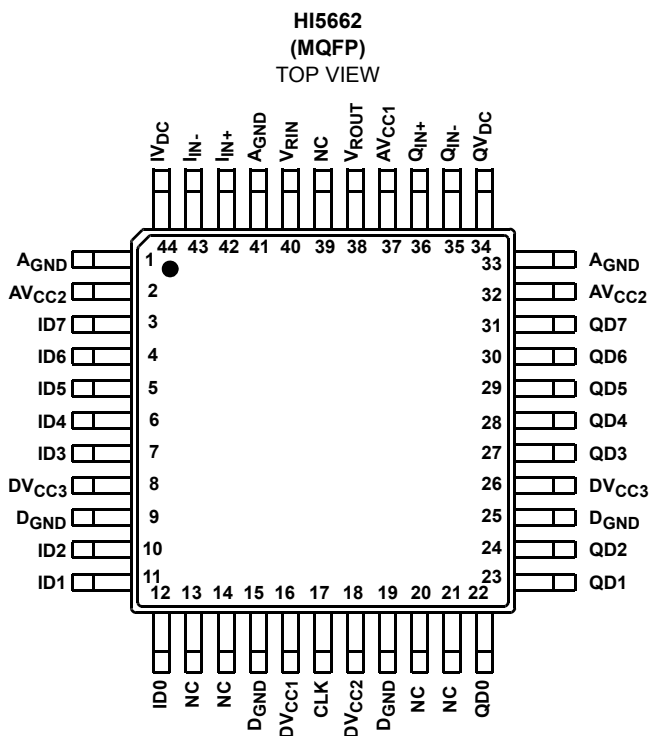 HI5662
(MQFP)
TOP VIEW
IVDC
IIN-
IIN+
AGND
VRIN
NC
VROUT
AVCC1
QIN+
QIN-
QVDC
44 43 42 41 40 39 38 37 36 35 34
AGND 1 33 AGND
AVCC2 2 32 AVCC2
ID7 3 31 QD7
ID6 4 30 QD6
ID5 5 29 QD5
ID4 6 28 QD4
ID3 7 27 QD3
DVCC3 8 26 DVCC3
DGND 9 25 DGND
ID2 10 24 QD2
ID1 11 23 QD1
12 13 14 15 16 17 18 19 20 21 22
ID0
NC
NC
DGND
DVCC1
CLK
DVCC2
DGND
NC
NC
QD0